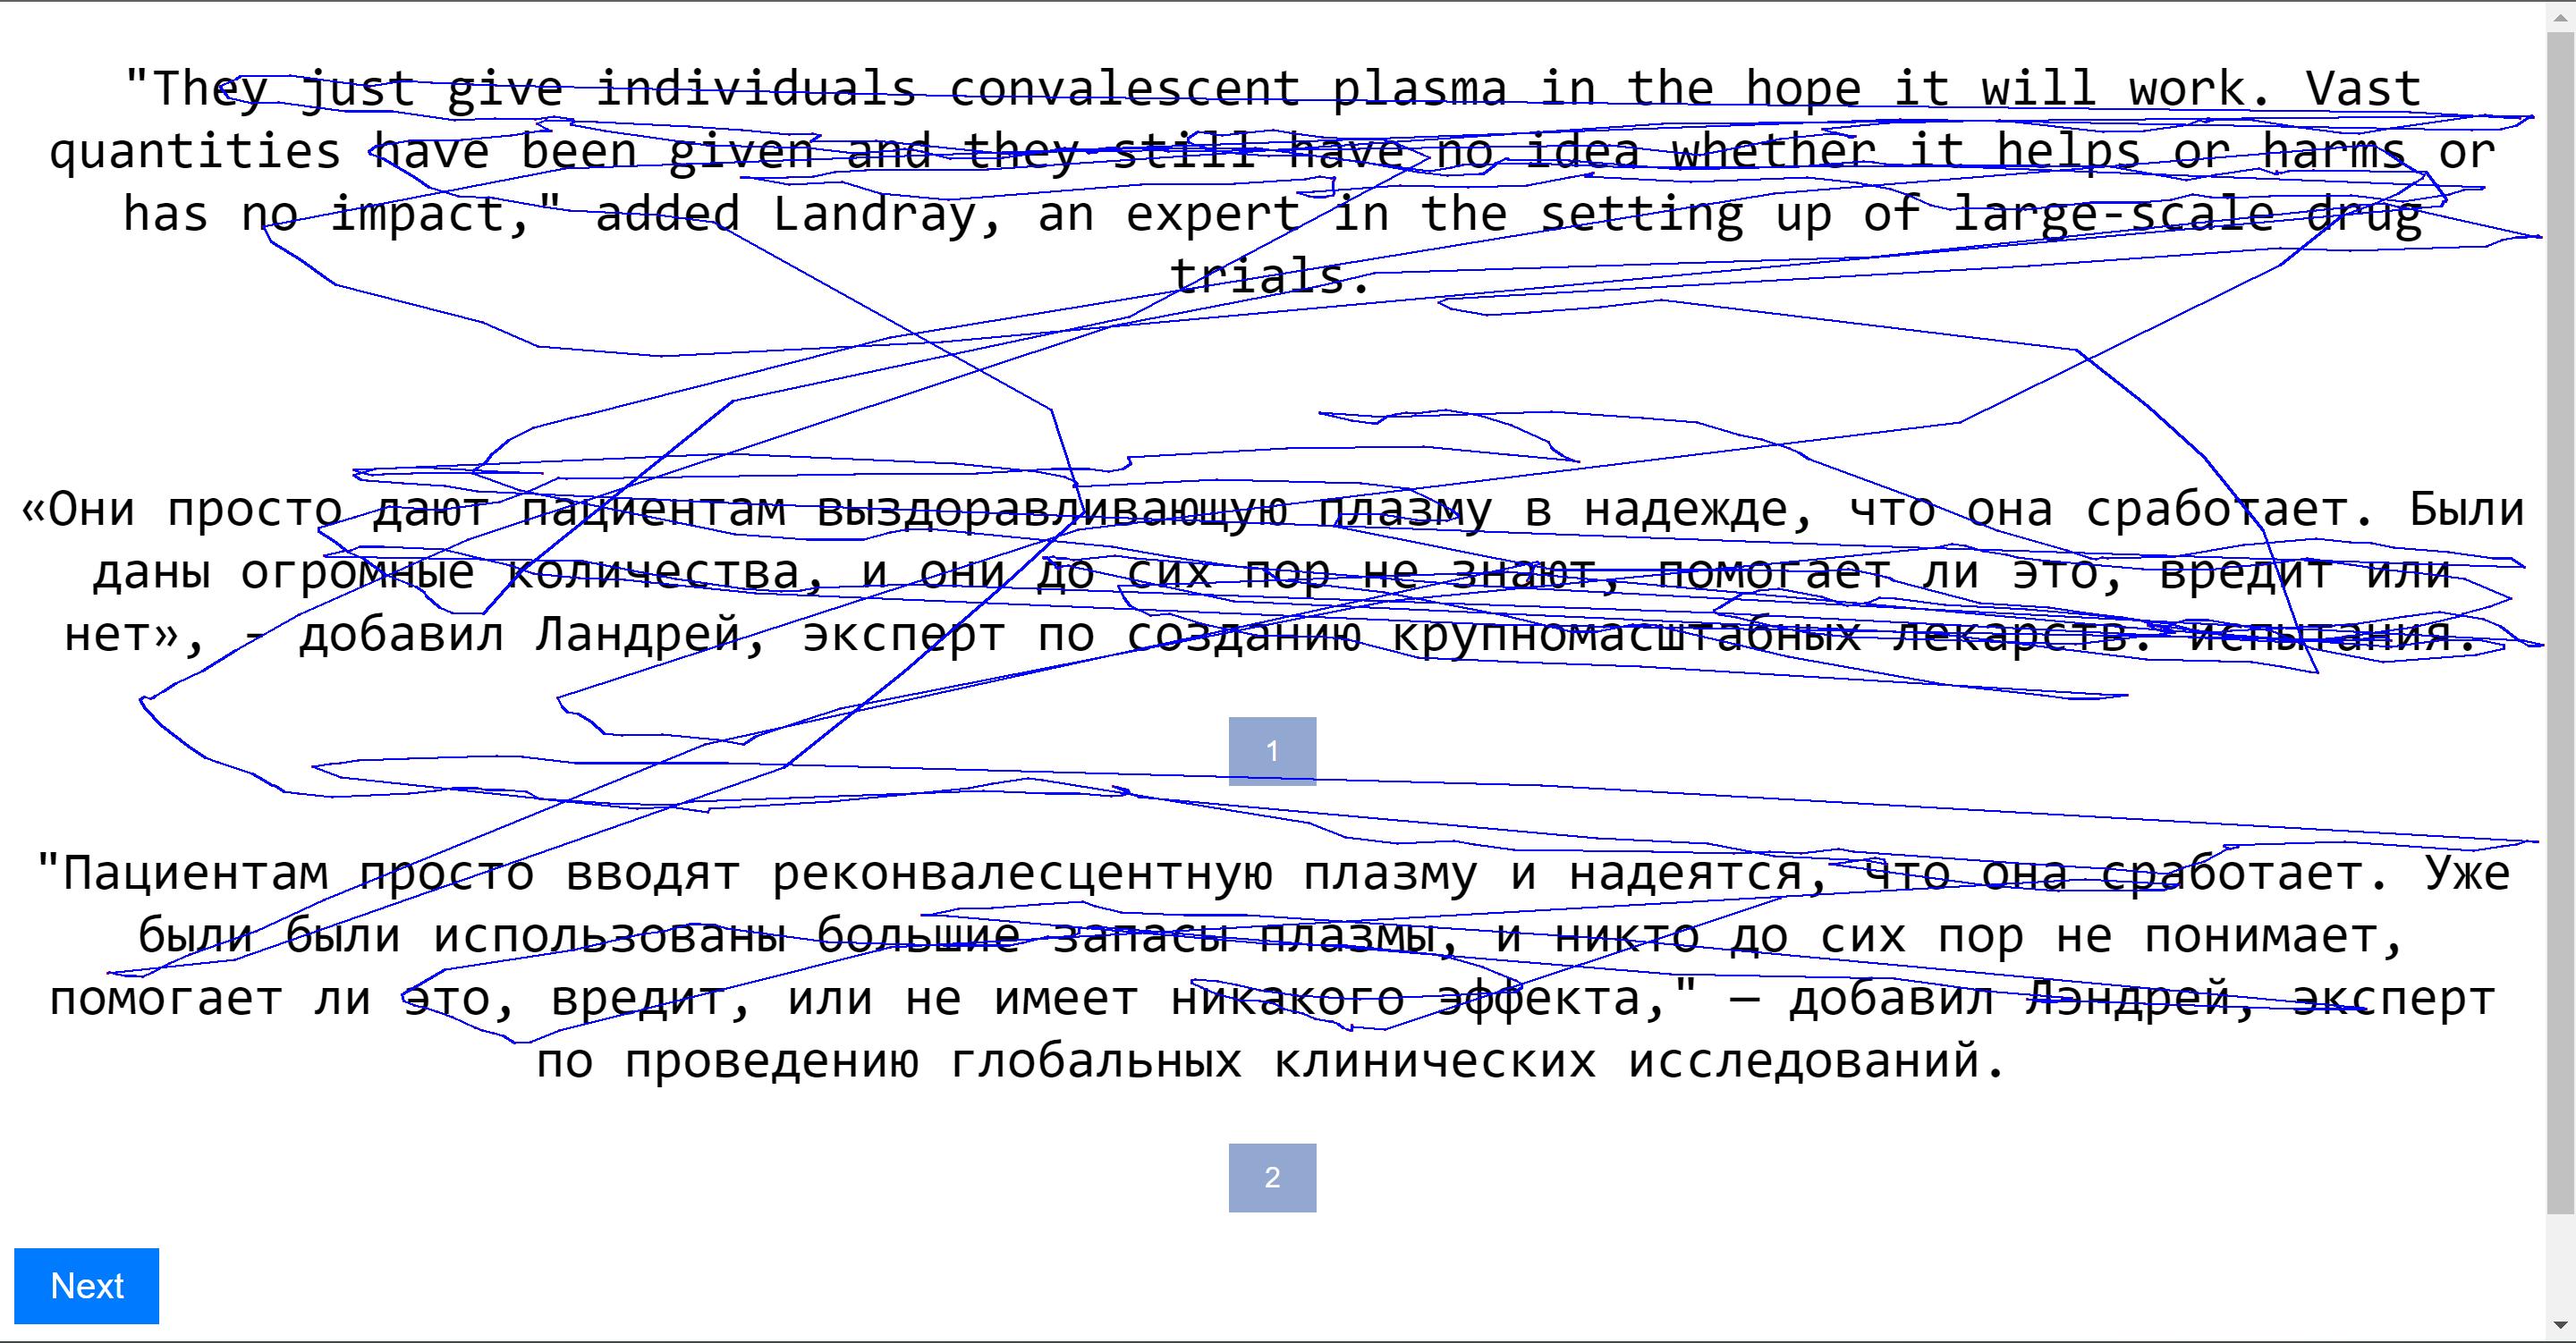 "They just give individuals convalescent plasma in the hope it will work. Vast
quantities have been given and they still have no idea whether it helps or harms or
has no impact," added Landray, an expert in the setting up of large-scale drug
trials.
«Они просто дают пациентам выздоравливающую плазму в надежде, что она сработает. Были
даны огромные количества, и они до сих пор не знают, помогает ли это, вредит или
нет», - добавил Ландрей, эксперт по созданию крупномасштабных лекарств. испытания.
1
"Пациентам просто вводят реконвалесцентную плазму и надеятся, что она сработает. Уже
были были использованы большие запасы плазмы, и никто до сих пор не понимает,
помогает ли это, вредит, или не имеет никакого эффекта," — добавил Лэндрей, эксперт
по проведению глобальных клинических исследований.
2
Next